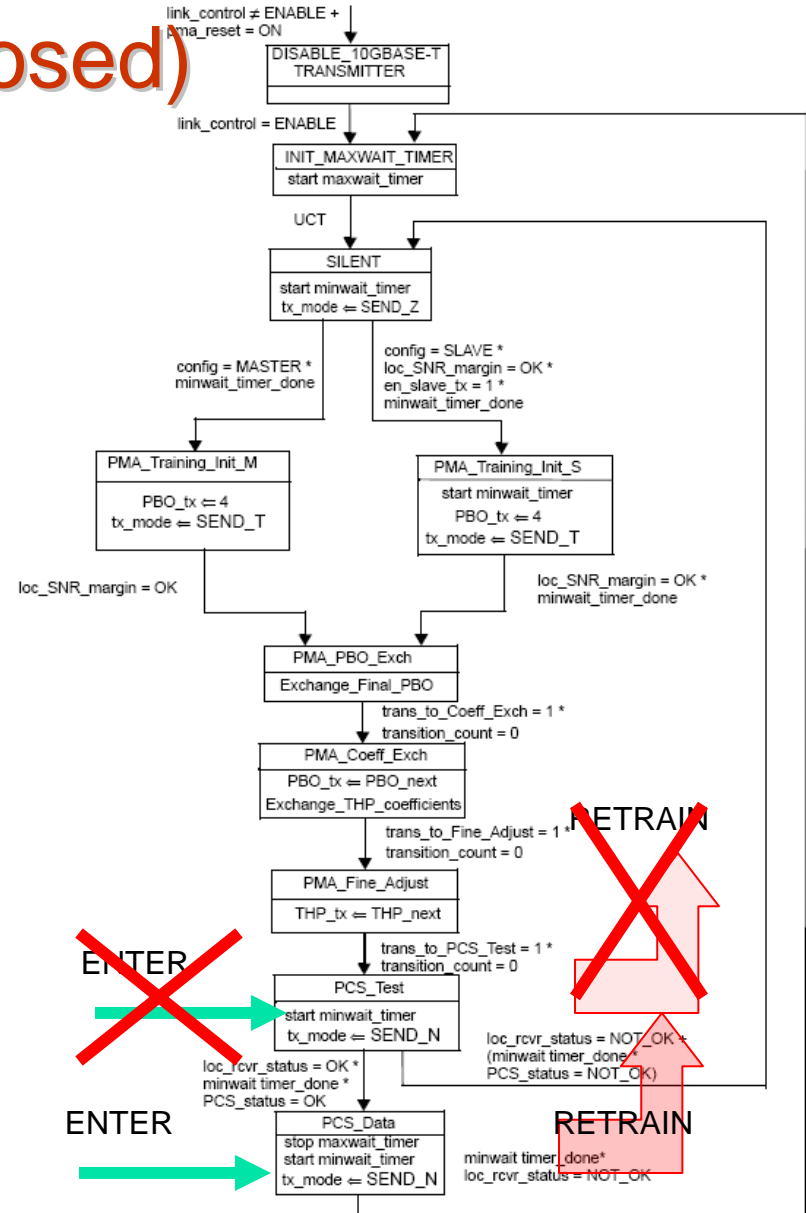 osed)
link_control ≠ ENABLE +
pma_reset = ON
DISABLE_10GBASE-T
TRANSMITTER
link_control = ENABLE
INIT_MAXWAIT_TIMER
start maxwait_timer
UCT
SILENT
start minwait_timer
tx_mode ⇐ SEND_Z
config = MASTER *
minwait_timer_done
config = SLAVE *
loc_SNR_margin = OK *
en_slave_tx = 1 *
minwait_timer_done
PMA_Training_Init_M
PBO_tx ⇐ 4
tx_mode ⇐ SEND_T
PMA_Training_Init_S
start minwait_timer
PBO_tx ⇐ 4
tx_mode ⇐ SEND_T
loc_SNR_margin = OK
loc_SNR_margin = OK *
minwait_timer_done
PMA_PBO_Exch
Exchange_Final_PBO
trans_to_Coeff_Exch = 1 *
transition_count = 0
PMA_Coeff_Exch
PBO_tx ⇐ PBO_next
Exchange_THP_coefficients
RETRAIN
trans_to_Fine_Adjust = 1 *
transition_count = 0
PMA_Fine_Adjust
THP_tx ⇐ THP_next
trans_to_PCS_Test = 1 *
transition_count = 0
ENTER
PCS_Test
start minwait_timer
tx_mode ⇐ SEND_N
loc_rcvr_status = NOT_OK +
(minwait timer_done *
PCS_status = NOT_OK)
loc_rcvr_status = OK *
minwait timer_done *
PCS_status = OK
ENTER
RETRAIN
PCS_Data
stop maxwait_timer
start minwait_timer
tx_mode ⇐ SEND_N
minwait timer_done*
loc_rcvr_status = NOT_OK